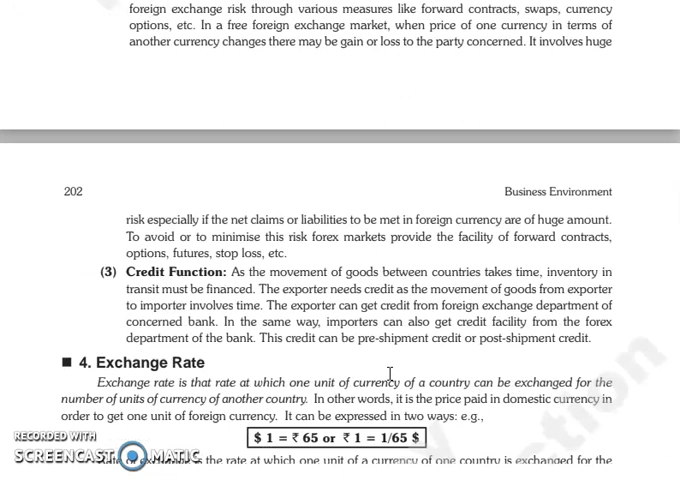 foreign exchange risk through various measures like forward contracts, swaps, currency
options, etc. In a free foreign exchange market, when price of one currency in terms of
another currency changes there may be gain or loss to the party concerned. It involves huge
202 Business Environment
risk especially if the net claims or liabilities to be met in foreign currency are of huge amount.
To avoid or to minimise this risk forex markets provide the facility of forward contracts,
options, futures, stop loss, etc.
(3) Credit Function: As the movement of goods between countries takes time, inventory in
transit must be financed. The exporter needs credit as the movement of goods from exporter
to importer involves time. The exporter can get credit from foreign exchange department of
concerned bank. In the same way, importers can also get credit facility from the forex
department of the bank. This credit can be pre-shipment credit or post-shipment credit.
■ 4. Exchange Rate
Exchange rate is that rate at which one unit of currency of a country can be exchanged for the
number of units of currency of another country. In other words, it is the price paid in domestic currency in
order to get one unit of foreign currency. It can be expressed in two ways: e.g.,
$ 1 = ₹ 65 or ₹ 1 = 1/65 $
RECORDED WITH
SCREENCAST MATIC
is the rate at which one unit of a currency of one country is exchanged for the